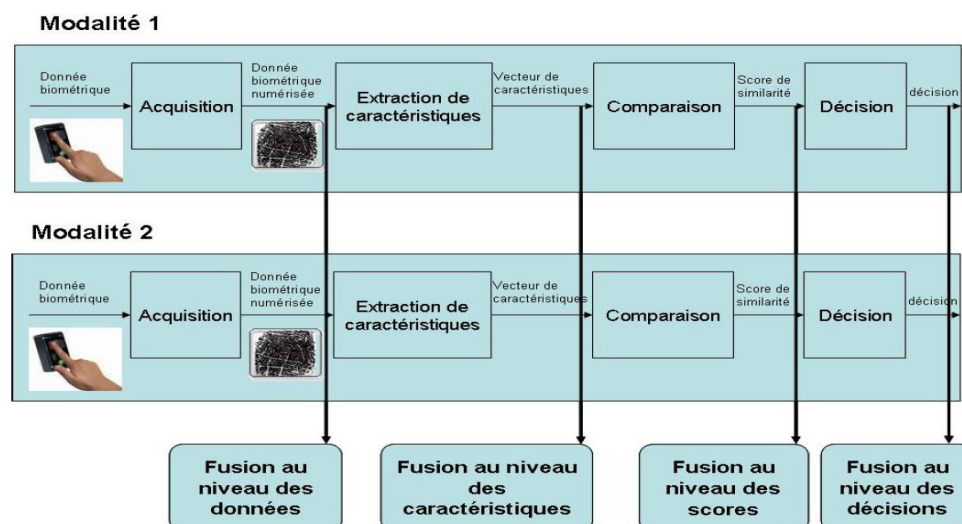 Modalité 1
Donnée
biométrique
Acquisition
Donnée
biométrique
numérisée
Extraction de
caractéristiques
Vecteur de
caractéristiques
Comparaison
Score de
similarité
Décision
décision
Modalité 2
Donnée
biométrique
Acquisition
Donnée
biométrique
numérisée
Extraction de
caractéristiques
Vecteur de
caractéristiques
Comparaison
Score de
similarité
Décision
décision
Fusion au
niveau des
données
Fusion au niveau
des
caractéristiques
Fusion au
niveau des
scores
Fusion au
niveau des
décisions